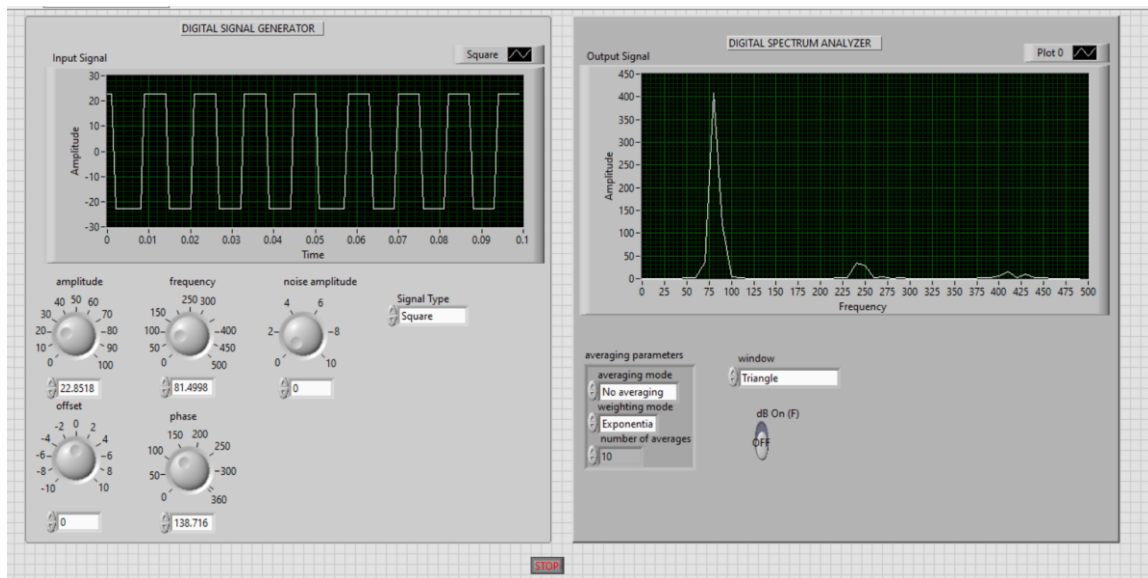 DIGITAL SIGNAL GENERATOR
Input Signal
Square
30
20
10
0
-10
-20
-30
Amplitude
0 0.01 0.02 0.03 0.04 0.05 0.06 0.07 0.08 0.09 0.1
Time
amplitude
0 10 20 30 40 50 60 70 80 90 100
22.8518
frequency
0 50 100 150 250 300 400 450 500
81.4998
noise amplitude
0 2 4 6 8 10
0
Signal Type
Square
offset
-10 -8 -6 -4 -2 0 2 4 6 8 10
0
phase
0 50 100 150 200 250 300 360
138.716
DIGITAL SPECTRUM ANALYZER
Output Signal
Plot 0
450
400
350
300
250
200
150
100
50
0
Amplitude
0 25 50 75 100 125 150 175 200 225 250 275 300 325 350 375 400 425 450 475 500
Frequency
averaging parameters
averaging mode
No averaging
weighting mode
Exponentia
number of averages
10
window
Triangle
dB On (F)
OFF
STOP